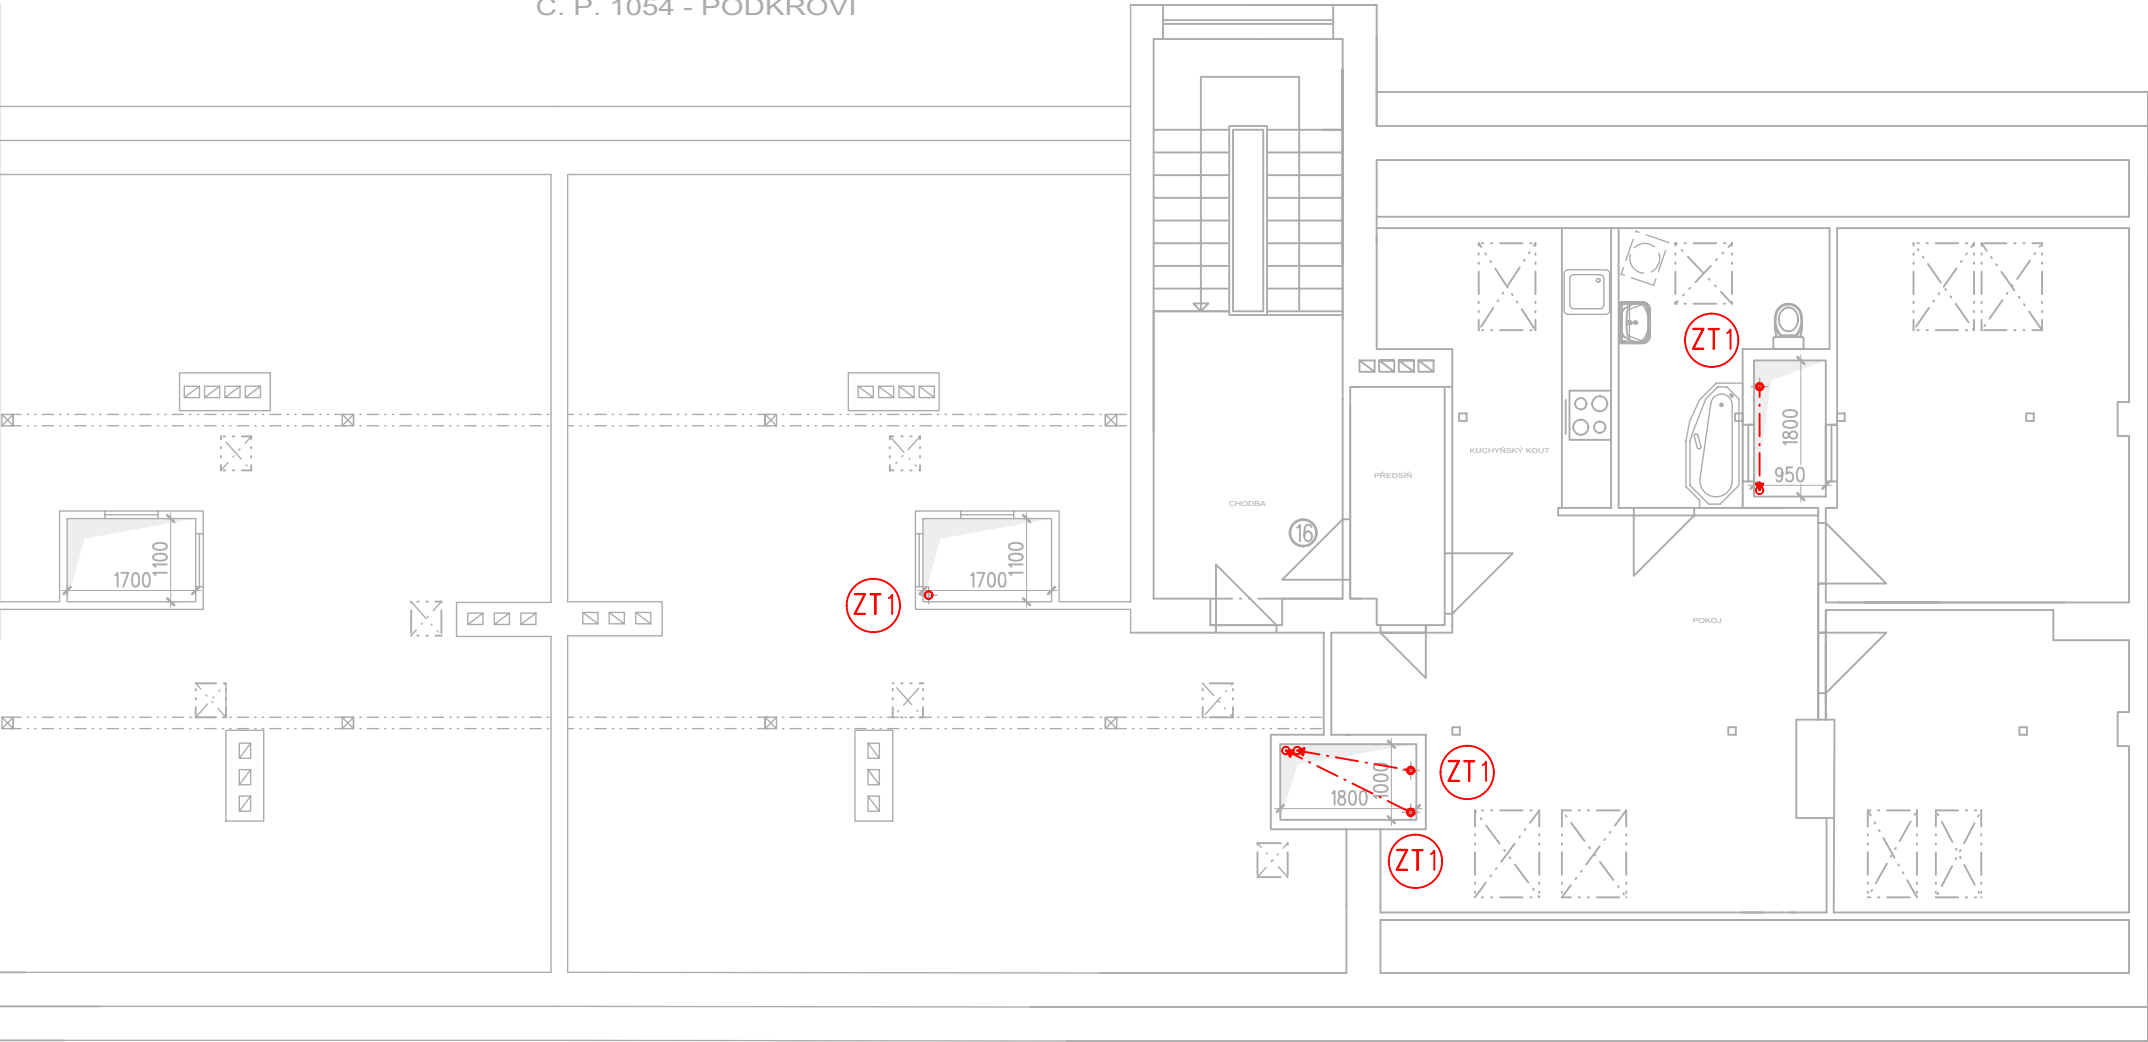 Č. P. 1054 - PODKROVÍ
ZT1
1800
KUCHYŇSKÝ KOUT
PŘEDSÍŇ
950
CHODBA
16
1100
1700
1100
1700
ZT1
POKOJ
ZT1
1000
1800
ZT1